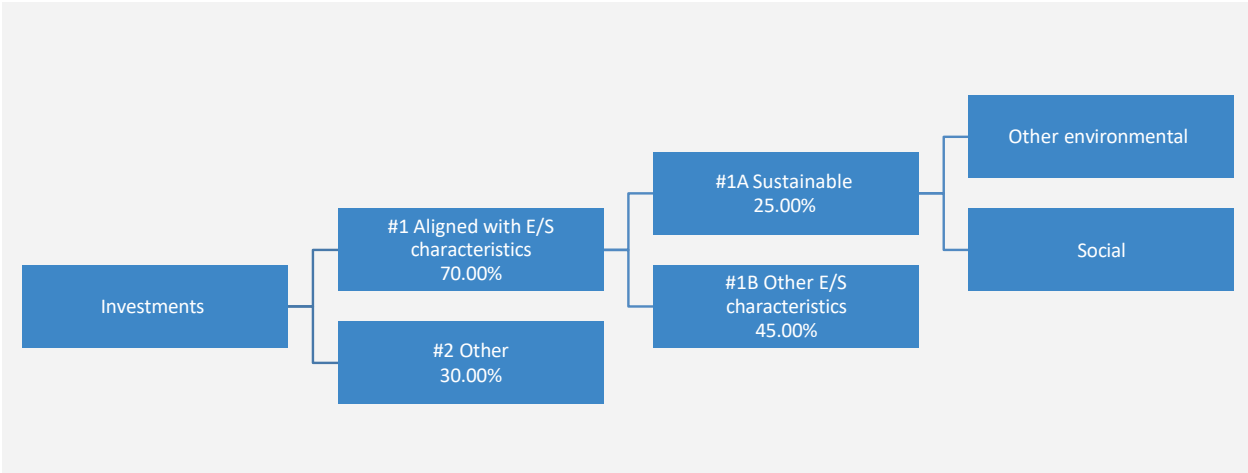 Investments
#1 Aligned with E/S
characteristics
70.00%
#2 Other
30.00%
#1A Sustainable
25.00%
#1B Other E/S
characteristics
45.00%
Other environmental
Social